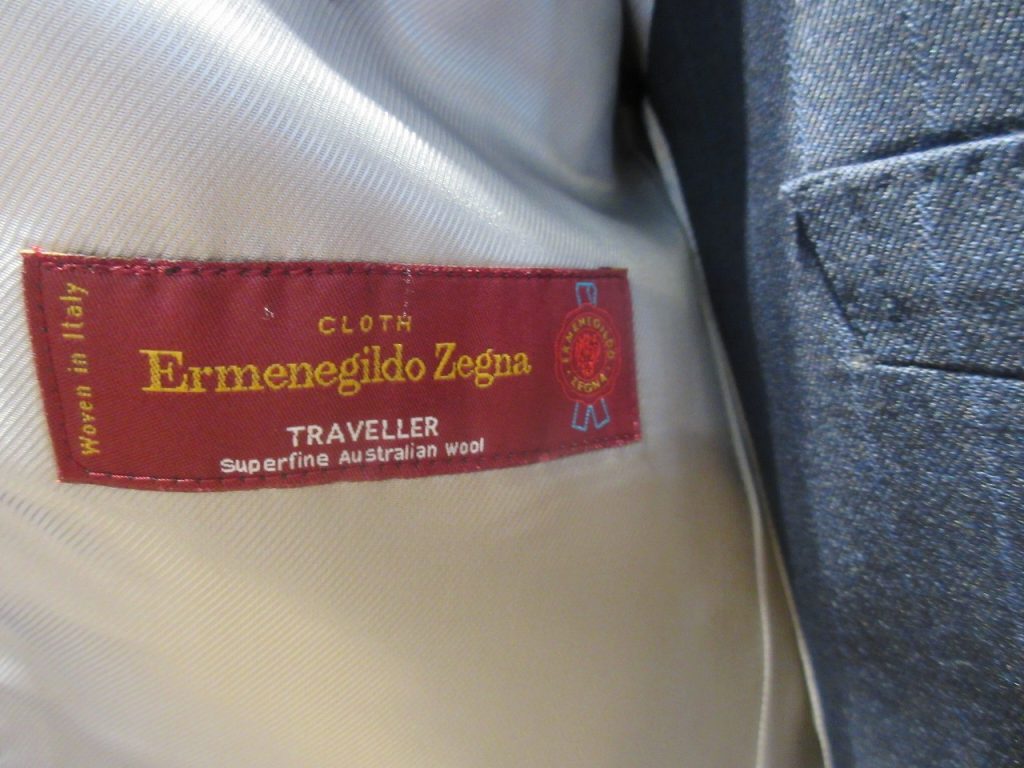 Woven in Italy
CLOTH
Ermenegildo Zegna
TRAVELLER
Superfine Australian wool
ERMENEGILDO
ZEGNA